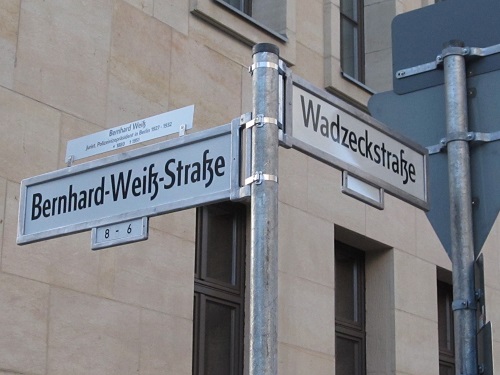 Bernhard Weiß
Bernhard-Weiß-Straße
8 - 6
Wadzeckstraße